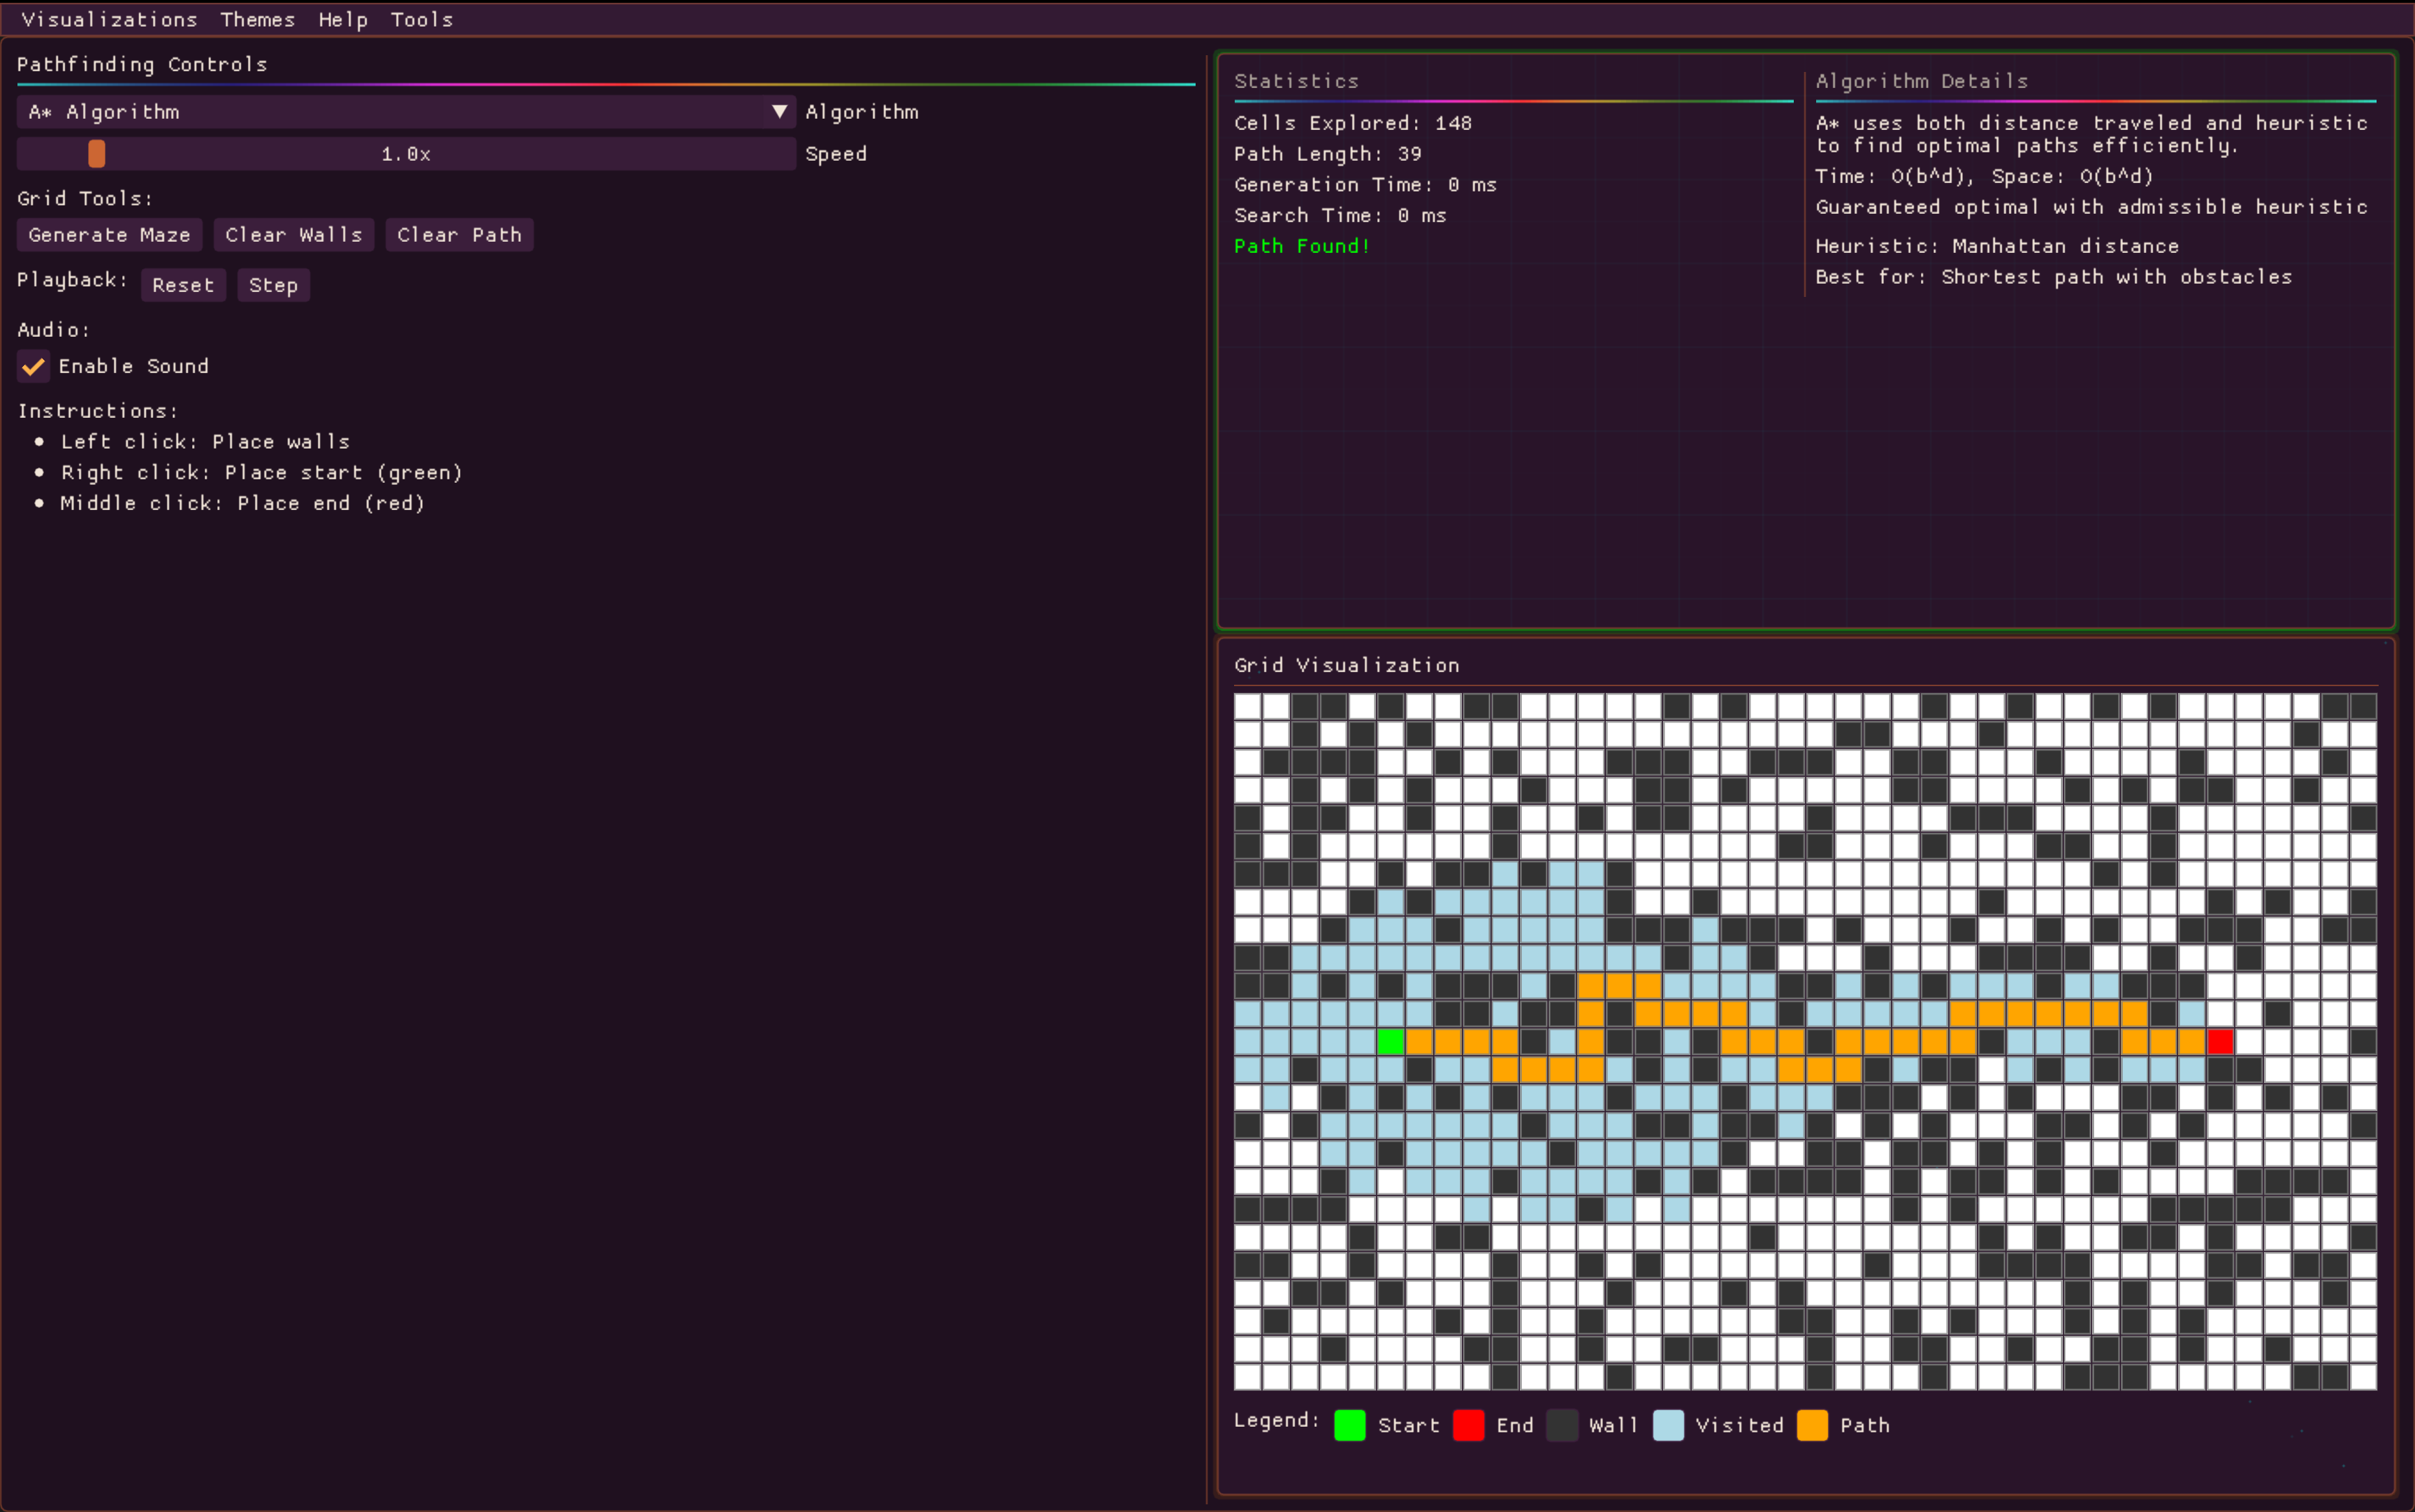 Visualizations Themes Help Tools
Pathfinding Controls
A* Algorithm ▼ Algorithm
1.0x Speed
Grid Tools:
Generate Maze Clear Walls Clear Path
Playback: Reset Step
Audio:
Enable Sound
Instructions:
• Left click: Place walls
• Right click: Place start (green)
• Middle click: Place end (red)
Statistics
Cells Explored: 148
Path Length: 39
Generation Time: 0 ms
Search Time: 0 ms
Path Found!
Algorithm Details
A* uses both distance traveled and heuristic
to find optimal paths efficiently.
Time: O(b^d), Space: O(b^d)
Guaranteed optimal with admissible heuristic
Heuristic: Manhattan distance
Best for: Shortest path with obstacles
Grid Visualization
Legend: Start End Wall Visited Path